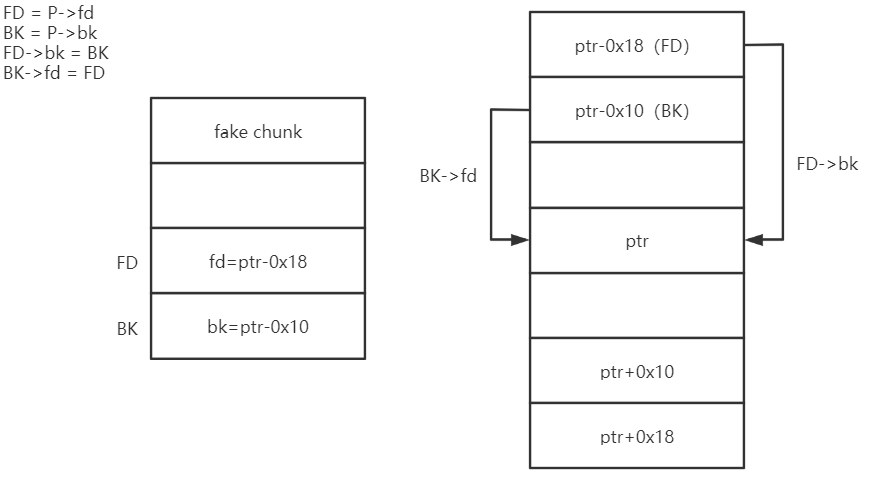 FD = P->fd
BK = P->bk
FD->bk = BK
BK->fd = FD
fake chunk
FD
fd=ptr-0x18
BK
bk=ptr-0x10
ptr-0x18 (FD)
ptr-0x10 (BK)
BK->fd
FD->bk
ptr
ptr+0x10
ptr+0x18